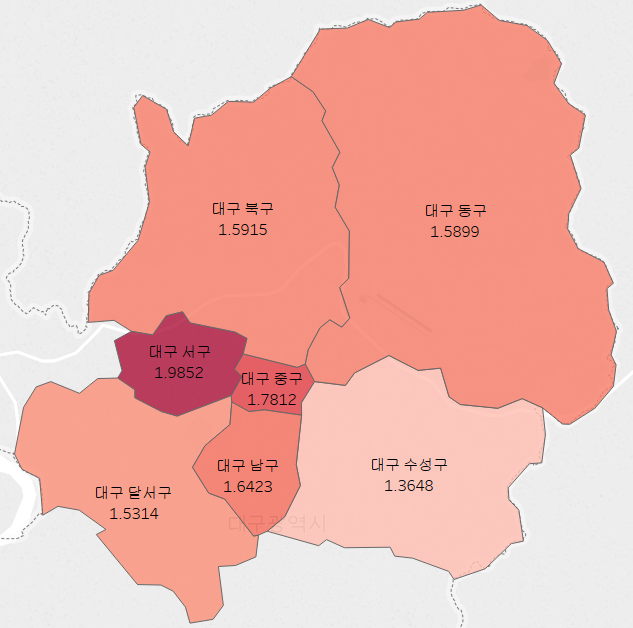 대구 북구
1.5915
대구 동구
1.5899
대구 서구
1.9852
대구 중구
1.7812
대구 남구
1.6423
대구 수성구
1.3648
대구 달서구
1.5314
대구광역시